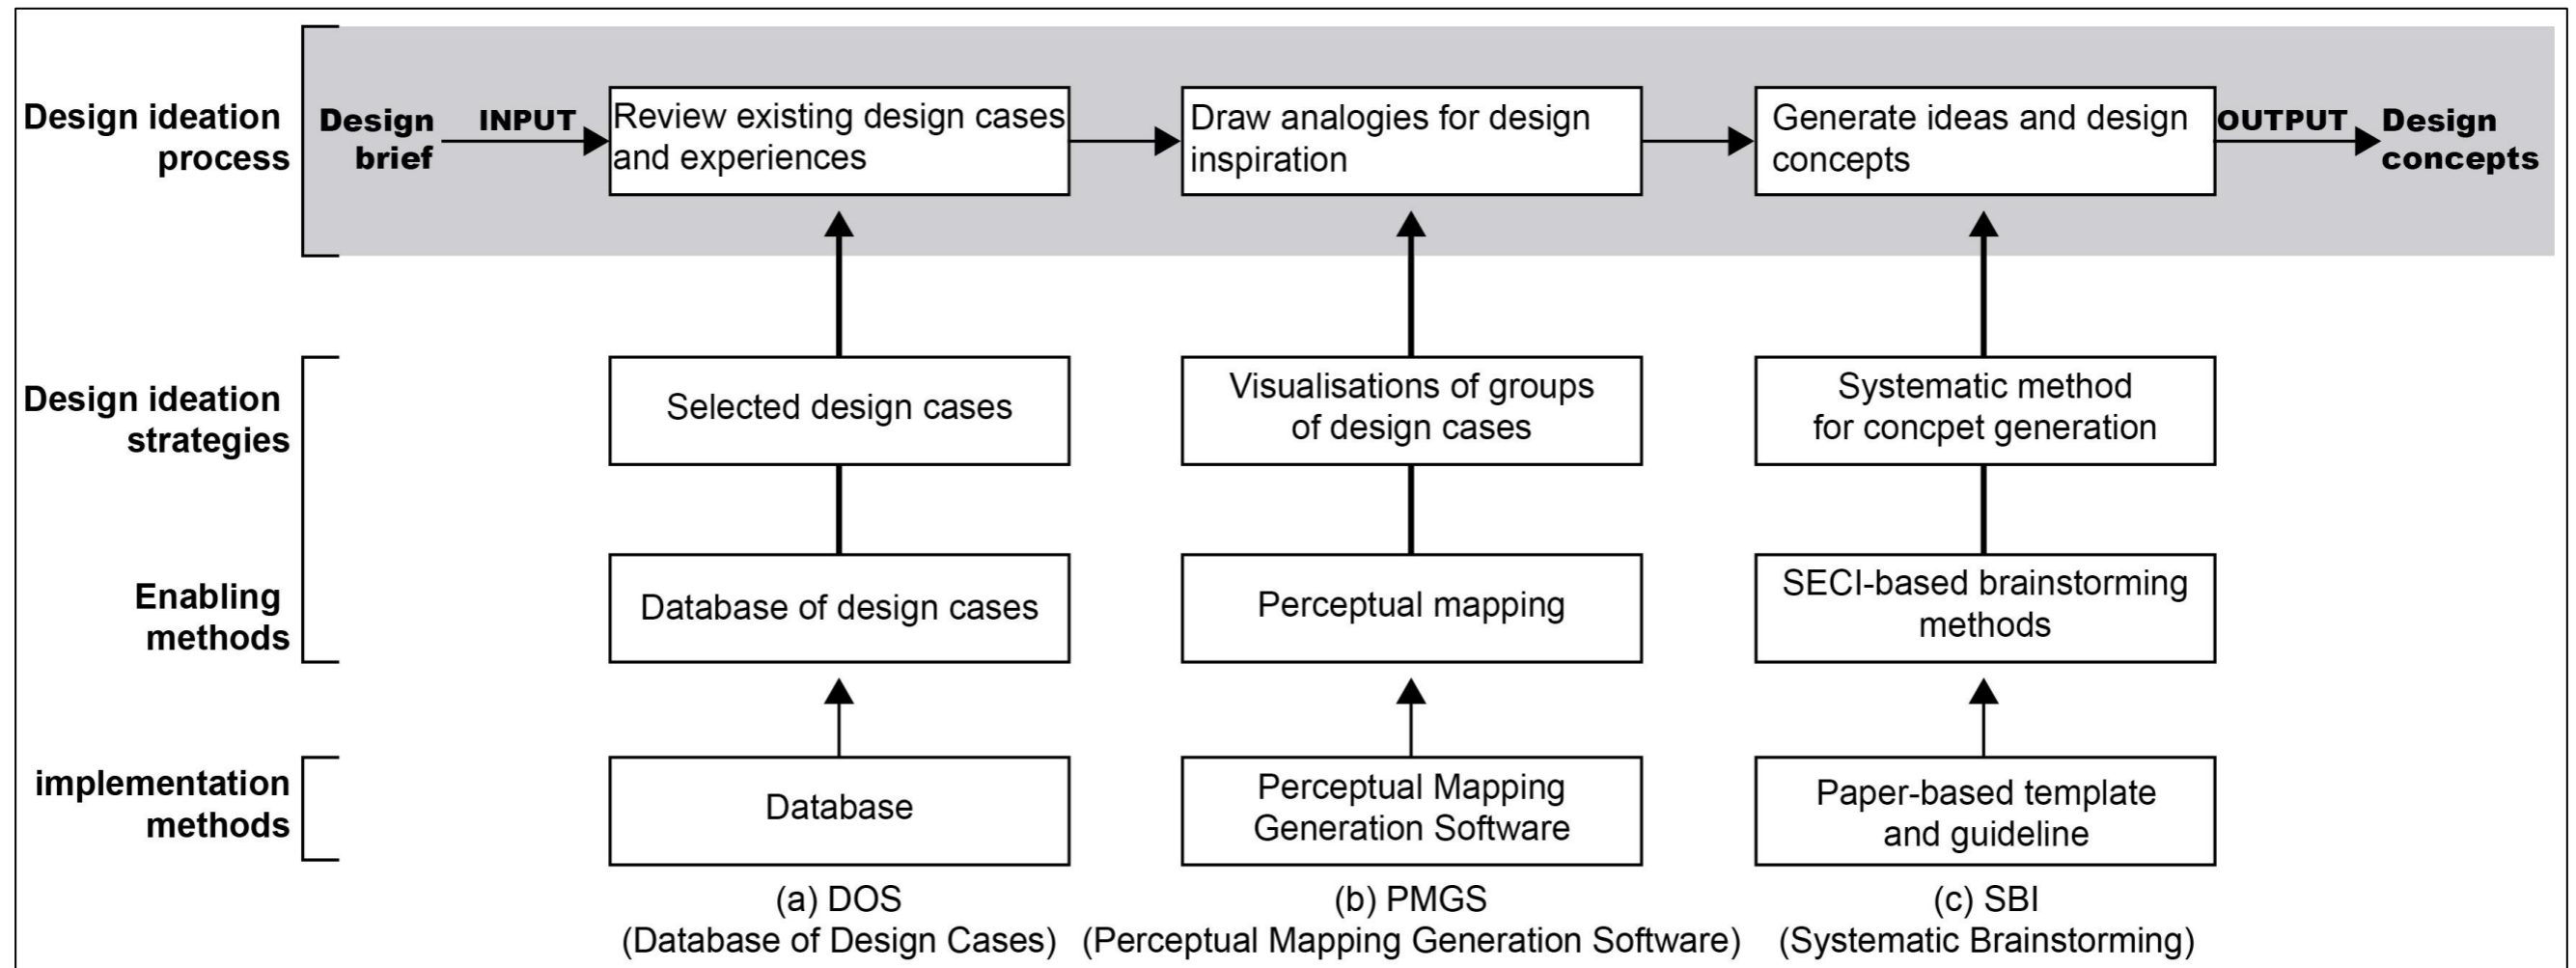 Design ideation
process
Design
brief
INPUT
Review existing design cases
and experiences
Draw analogies for design
inspiration
Generate ideas and design
concepts
OUTPUT
Design
concepts
Design ideation
strategies
Selected design cases
Visualisations of groups
of design cases
Systematic method
for concpet generation
Enabling
methods
Database of design cases
Perceptual mapping
SECI-based brainstorming
methods
implementation
methods
Database
Perceptual Mapping
Generation Software
Paper-based template
and guideline
(a) DOS
(Database of Design Cases)
(b) PMGS
(Perceptual Mapping Generation Software)
(c) SBI
(Systematic Brainstorming)